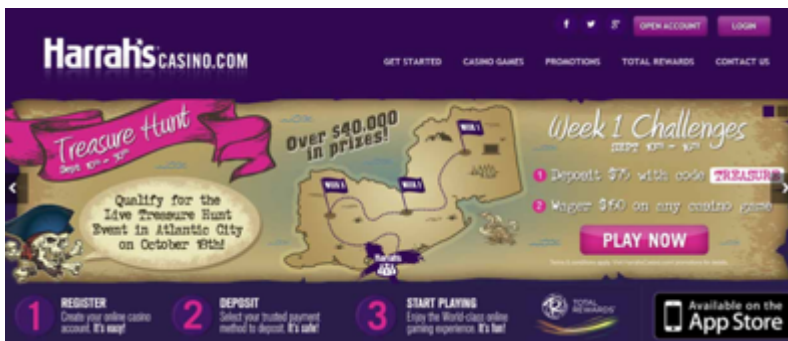 f
OPEN ACCOUNT
LOGIN
Harrah's CASINO.COM
GET STARTED CASINO GAMES PROMOTIONS TOTAL REWARDS CONTACT US
Treasure Hunt
Over $40,000
in prizes!
WEEK 1
Qualify for the
Live Treasure Hunt
Event in Atlantic City
on October 19th!
Harrahs
Week 1 Challenges
1 Deposit $75 with code TREASURE
2 Wager $ on any casino game
PLAY NOW
1 REGISTER
Create your online casino
account. It's easy!
2 DEPOSIT
Select your trusted payment
method to deposit. It's safe!
3 START PLAYING
Enjoy the World-class online
gaming experience. It's fun!
TR TOTAL
REWARDS
Available on the
App Store